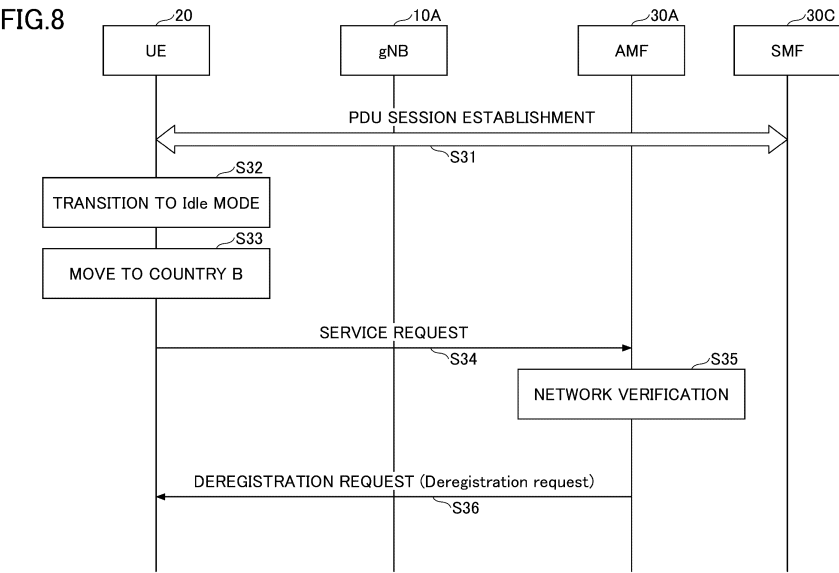 FIG.8
20
10A
30A
30C
UE
gNB
AMF
SMF
PDU SESSION ESTABLISHMENT
S31
S32
TRANSITION TO Idle MODE
S33
MOVE TO COUNTRY B
SERVICE REQUEST
S34
S35
NETWORK VERIFICATION
DEREGISTRATION REQUEST (Deregistration request)
S36